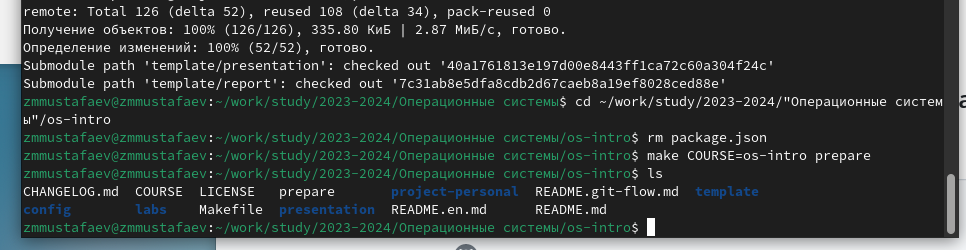 remote: Total 126 (delta 52), reused 108 (delta 34), pack-reused 0
Получение объектов: 100% (126/126), 335.80 КиБ | 2.87 МиБ/с, готово.
Определение изменений: 100% (52/52), готово.
Submodule path 'template/presentation': checked out '40a1761813e197d00e8443ff1ca72c60a304f24c'
Submodule path 'template/report': checked out '7c31ab8e5dfa8cdb2d67caeb8a19ef8028ced88e'
zmmustafaev@zmmustafaev:~/work/study/2023-2024/Операционные системы$ cd ~/work/study/2023-2024/"Операционные систем
ы"/os-intro
zmmustafaev@zmmustafaev:~/work/study/2023-2024/Операционные системы/os-intro$ rm package.json
zmmustafaev@zmmustafaev:~/work/study/2023-2024/Операционные системы/os-intro$ make COURSE=os-intro prepare
zmmustafaev@zmmustafaev:~/work/study/2023-2024/Операционные системы/os-intro$ ls
CHANGELOG.md COURSE LICENSE prepare project-personal README.git-flow.md template
config labs Makefile presentation README.en.md README.md
zmmustafaev@zmmustafaev:~/work/study/2023-2024/Операционные системы/os-intro$